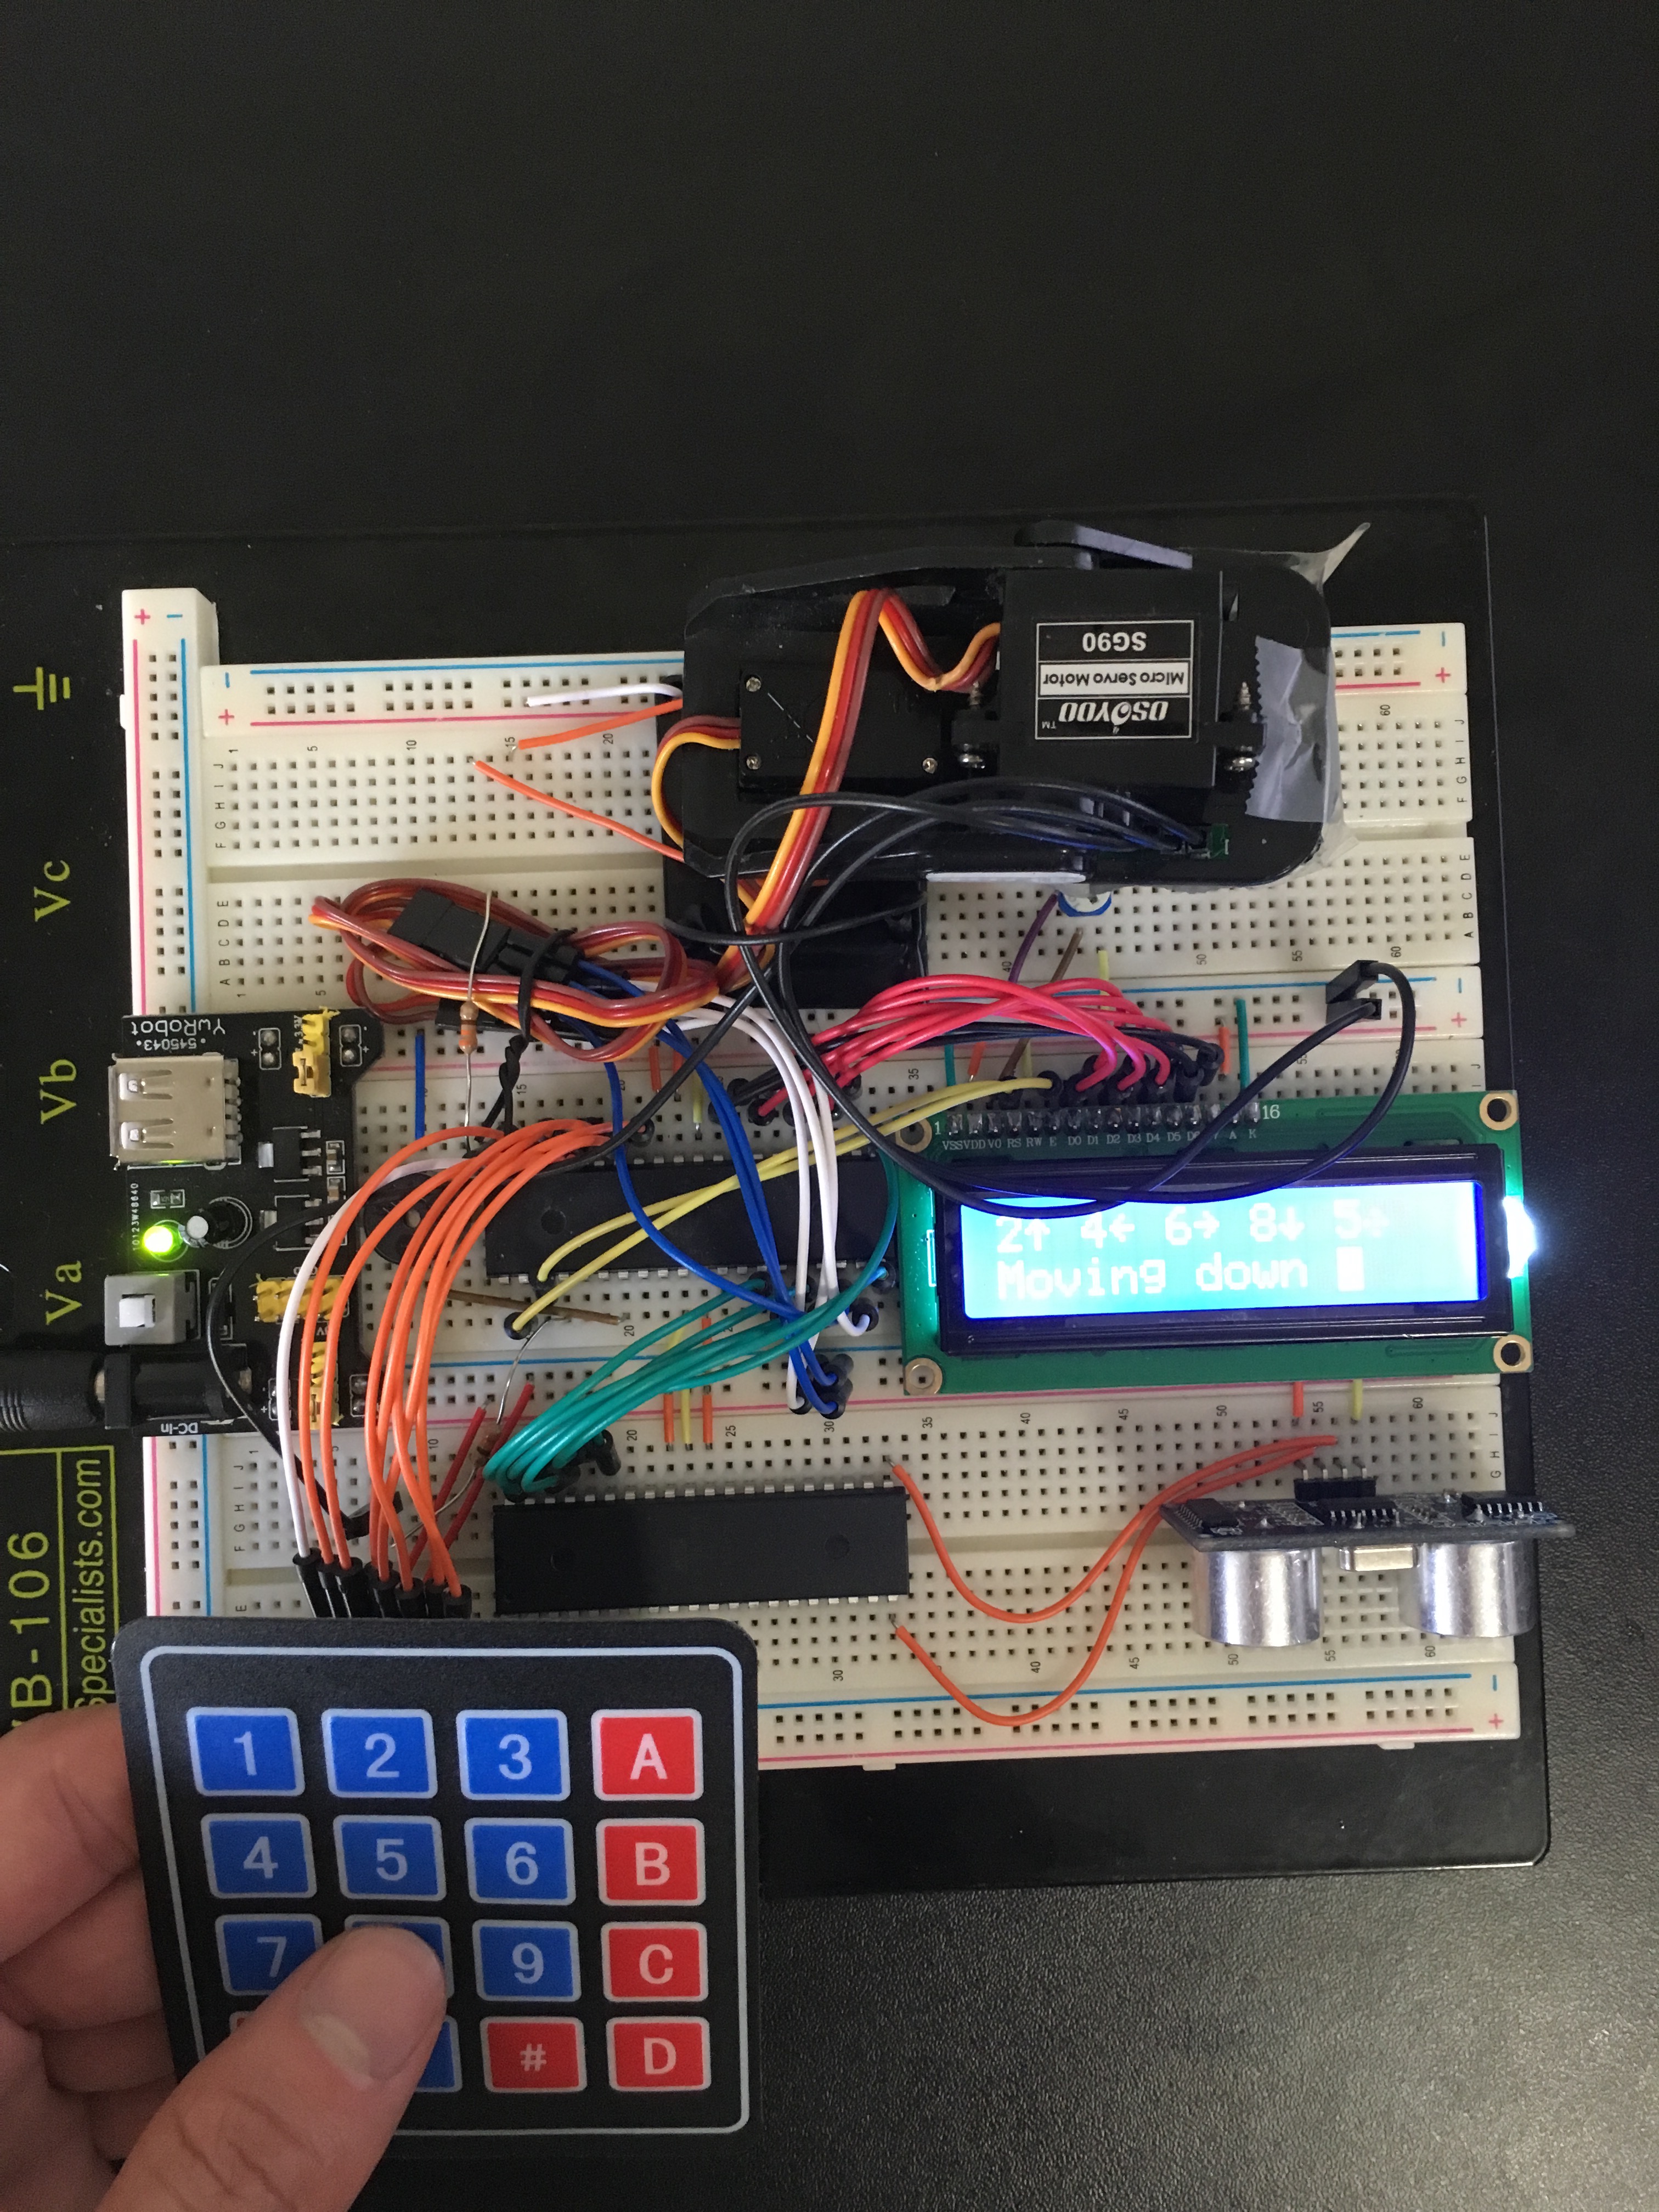 SG90
Micro Servo Motor
OSOYOO
TM
Vc
Vb
Va
YwRobot
545043
DC-In
1
16
VSS VDD VO RS RW E D0 D1 D2 D3 D4 D5 A K
2↑ 4← 6→ 8↓ 5
Moving down
B-106
Specialists.com
1 2 3 A
4 5 6 B
7 9 C
# D